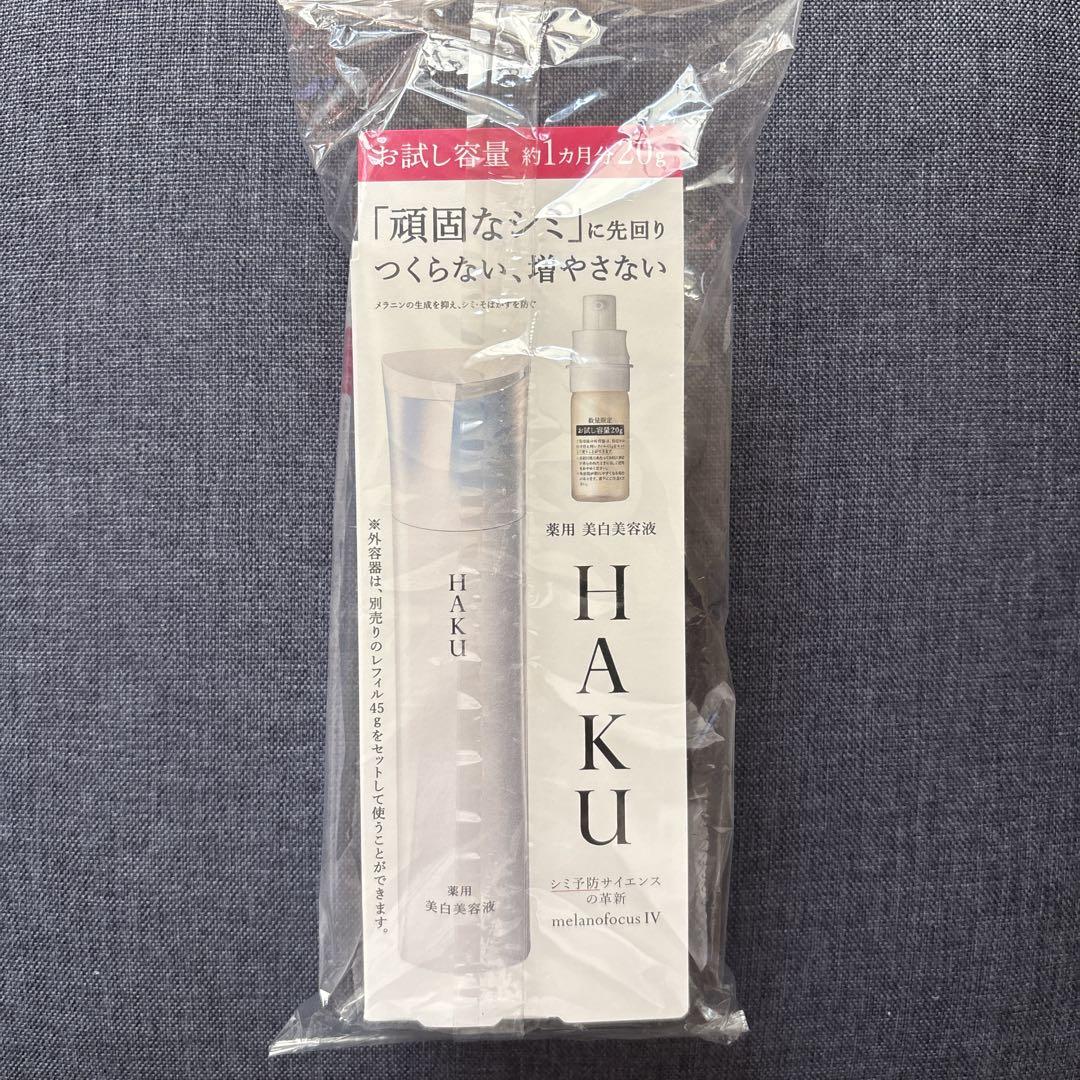 お試し容量 約1カ月分20g
「頑固なシミ」に先回り
つくらない、増やさない
メラニンの生成を抑え、シミ・そばかすを防ぐ
数量限定
お試し容量20g
薬用 美白美容液
HAKU
シミ予防サイエンス
の革新
melanofocus IV
HAKU
薬用
美白美容液
※外容器は、別売りのレフィル45gをセットして使うことができます。